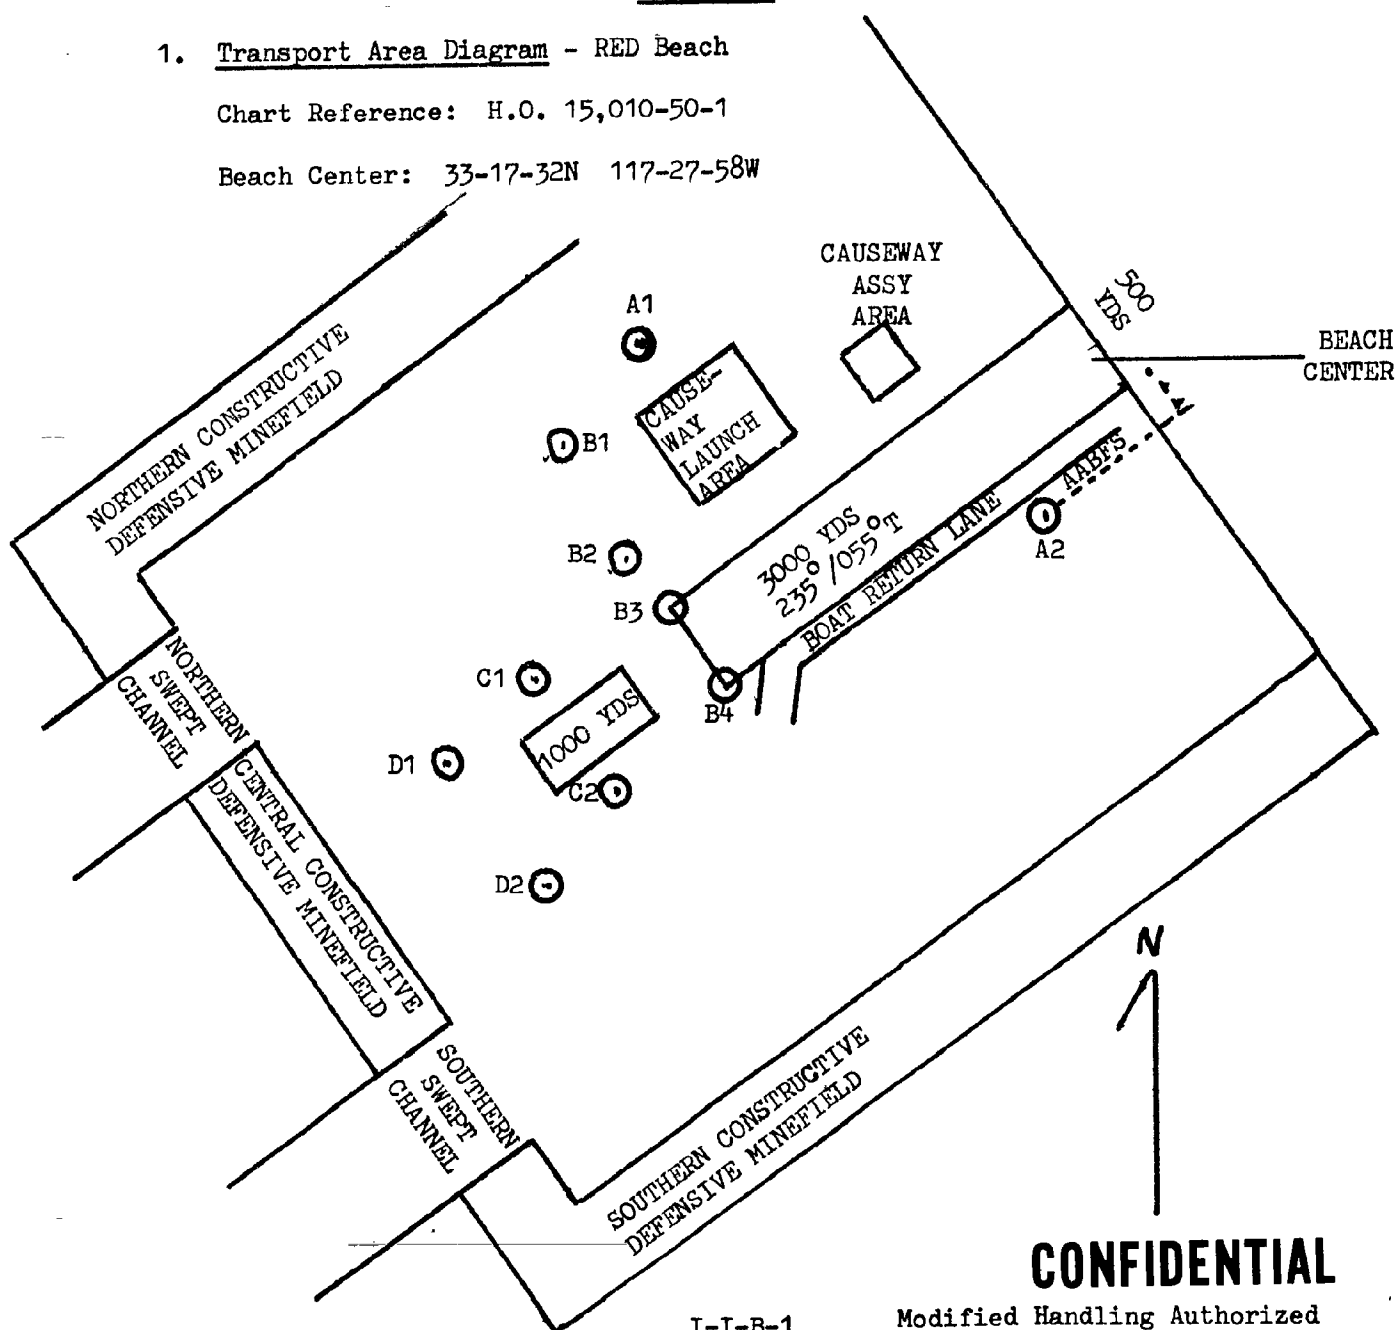 1. Transport Area Diagram - RED Beach
Chart Reference: H.O. 15,010-50-1
Beach Center: 33-17-32N 117-27-58W
CAUSEWAY
ASSY
AREA
500
YDS
BEACH
CENTER
A1
CAUSE-
WAY
LAUNCH
AREA
B1
NORTHERN CONSTRUCTIVE
DEFENSIVE MINEFIELD
AABFS
A2
B2
3000 YDS
235°/055°T
BOAT RETURN LANE
B3
B4
C1
1000 YDS
NORTHERN
SWEPT
CHANNEL
D1
C2
CENTRAL CONSTRUCTIVE
DEFENSIVE MINEFIELD
D2
N
SOUTHERN
SWEPT
CHANNEL
SOUTHERN CONSTRUCTIVE
DEFENSIVE MINEFIELD
CONFIDENTIAL
I-I-B-1
Modified Handling Authorized